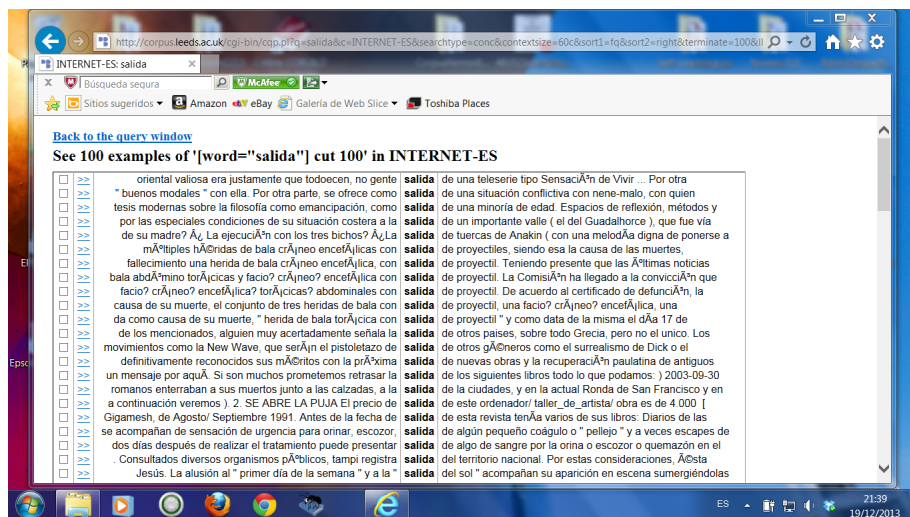 http://corpus.leeds.ac.uk/cgi-bin/cqp.pl?q=salida&c=INTERNET-ES&searchtype=conc&contextsize=60c&sort1=fq&sort2=right&terminate=100&ll
INTERNET-ES: salida
Búsqueda segura McAfee
Sitios sugeridos Amazon ebay Galería de Web Slice Toshiba Places
Back to the query window
See 100 examples of '[word="salida"] cut 100' in INTERNET-ES
>> oriental valiosa era justamente que todoecen, no gente salida de una teleserie tipo SensaciÃ³n de Vivir ... Por otra
>> " buenos modales " con ella. Por otra parte, se ofrece como salida de una situación conflictiva con nene-malo, con quien
>> tesis modernas sobre la filosofía como emancipación, como salida de una minoría de edad. Espacios de reflexión, métodos y
>> por las especiales condiciones de su situación costera a la salida de un importante valle ( el del Guadalhorce ), que fue vía
>> de su madre? Â¿ La ejecuciÃ³n con los tres bichos? Â¿La salida de tuercas de Anakin ( con una melodÃ­a digna de ponerse a
>> mÃºltiples hÃ©ridas de bala crÃ¡neo encefÃ¡licas con salida de proyectiles, siendo esa la causa de las muertes,
>> fallecimiento una herida de bala crÃ¡neo encefÃ¡lica, con salida de proyectil. Teniendo presente que las Ãºltimas noticias
>> bala abdÃ³mino torÃ¡cicas y facio? crÃ¡neo? encefÃ¡lica con salida de proyectil. La ComisiÃ³n ha llegado a la convicciÃ³n que
>> facio? crÃ¡neo? encefÃ¡lica? torÃ¡cicas? abdominales con salida de proyectil. De acuerdo al certificado de defunciÃ³n, la
>> causa de su muerte, el conjunto de tres heridas de bala con salida de proyectil, una facio? crÃ¡neo? encefÃ¡lica, una
>> da como causa de su muerte, " herida de bala torÃ¡cica con salida de proyectil " y como data de la misma el dÃ­a 17 de
>> de los mencionados, alguien muy acertadamente señala la salida de otros paises, sobre todo Grecia, pero no el unico. Los
>> movimientos como la New Wave, que serÃ¡n el pistoletazo de salida de otros gÃ©neros como el surrealismo de Dick o el
>> definitivamente reconocidos sus mÃ©ritos con la prÃ³xima salida de nuevas obras y la recuperaciÃ³n paulatina de antiguos
>> un mensaje por aquÃ­. Si son muchos prometemos retrasar la salida de los siguientes libros todo lo que podamos: ) 2003-09-30
>> romanos enterraban a sus muertos junto a las calzadas, a la salida de la ciudades, y en la actual Ronda de San Francisco y en
>> a continuación veremos ). 2. SE ABRE LA PUJA El precio de salida de este ordenador/ taller_de_artista/ obra es de 4.000 [
>> Gigamesh, de Agosto/ Septiembre 1991. Antes de la fecha de salida de esta revista tenÃ­a varios de sus libros: Diarios de las
>> se acompañan de sensación de urgencia para orinar, escozor, salida de algún pequeño coágulo o " pellejo " y a veces escapes de
>> dos días después de realizar el tratamiento puede presentar salida de algo de sangre por la orina o escozor o quemazón en el
>> . Consultados diversos organismos pÃºblicos, tampi registra salida del territorio nacional. Por estas consideraciones, Ã©sta
>> Jesús. La alusión al " primer día de la semana " y a la " salida del sol " acompañan su aparición en escena sumergiéndolas
Epso
ES 21:39
19/12/2013